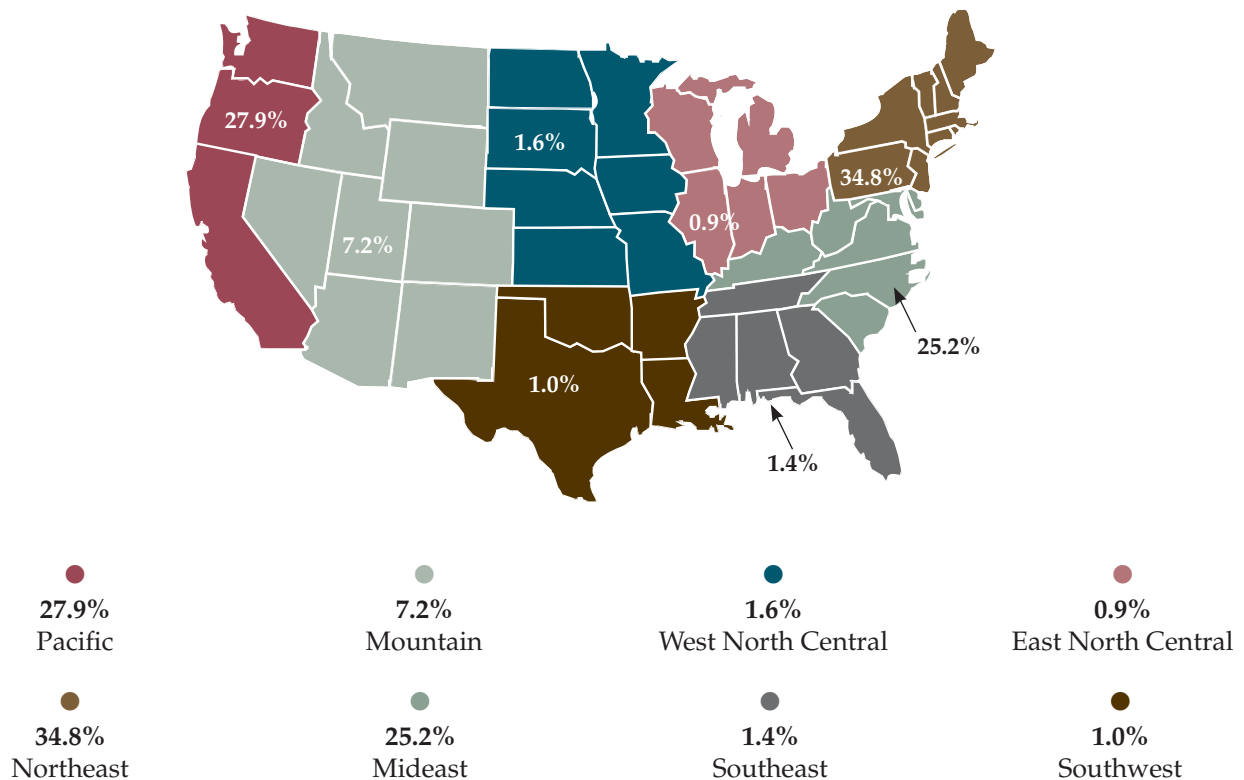 27.9%
1.6%
34.8%
0.9%
7.2%
25.2%
1.0%
1.4%
27.9%
Pacific
7.2%
Mountain
1.6%
West North Central
0.9%
East North Central
34.8%
Northeast
25.2%
Mideast
1.4%
Southeast
1.0%
Southwest